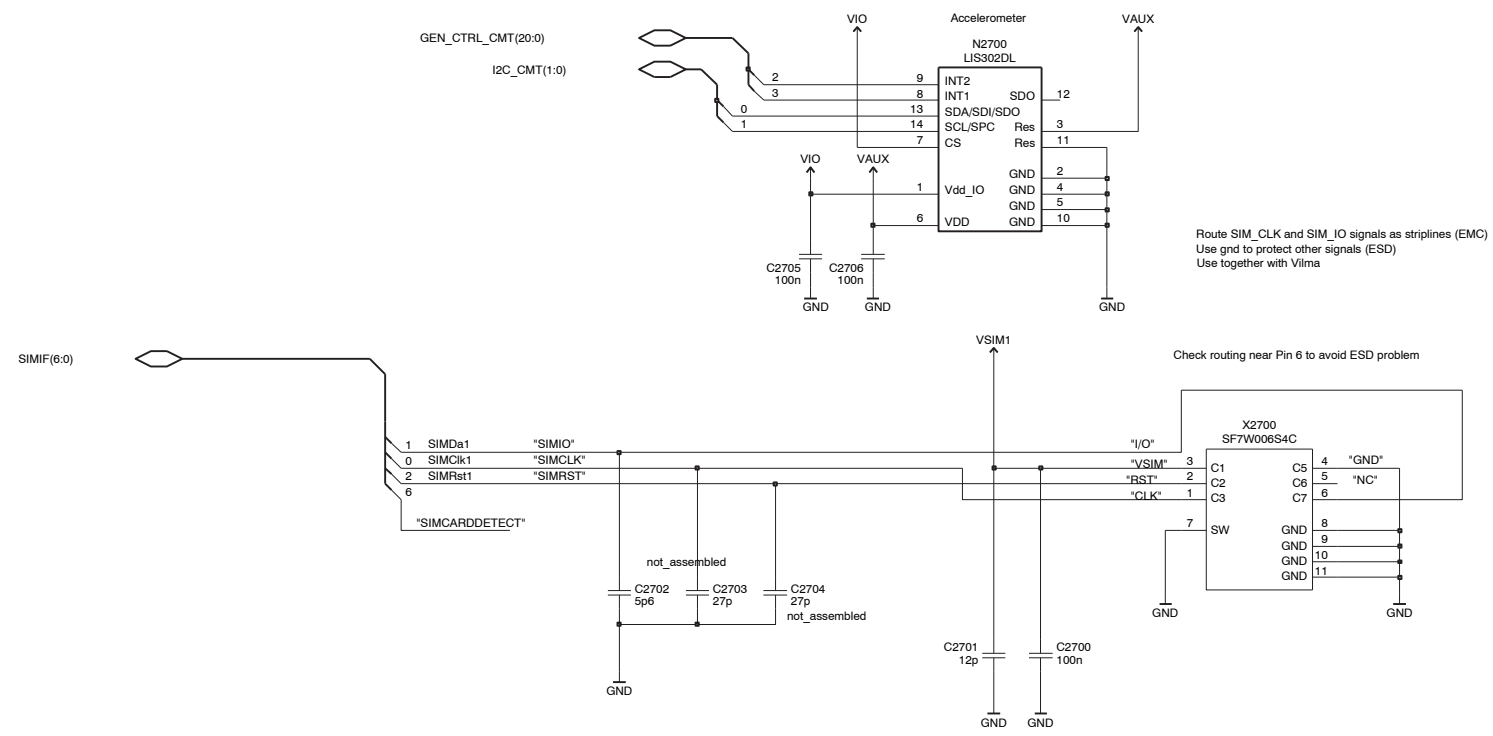 VIO
Accelerometer
VAUX
GEN_CTRL_CMT(20:0)
N2700
LIS302DL
I2C_CMT(1:0)
2
9
INT2
3
8
INT1
SDO
12
0
13
SDA/SDI/SDO
1
14
SCL/SPC
Res
3
7
CS
Res
11
VIO
VAUX
GND
2
1
Vdd_IO
GND
4
GND
5
6
VDD
GND
10
Route SIM_CLK and SIM_IO signals as striplines (EMC)
Use gnd to protect other signals (ESD)
Use together with Vilma
C2705
100n
C2706
100n
GND
GND
GND
VSIM1
SIMIF(6:0)
Check routing near Pin 6 to avoid ESD problem
X2700
SF7W006S4C
1
SIMDa1
"SIMIO"
"I/O"
0
SIMClk1
"SIMCLK"
"VSIM"
3
C1
C5
4
"GND"
2
SIMRst1
"SIMRST"
"RST"
2
C2
C6
5
"NC"
6
"CLK"
1
C3
C7
6
"SIMCARDDETECT"
7
SW
GND
8
GND
9
GND
10
GND
11
not_assembled
C2702
5p6
C2703
27p
C2704
27p
not_assembled
GND
GND
C2701
12p
C2700
100n
GND
GND
GND